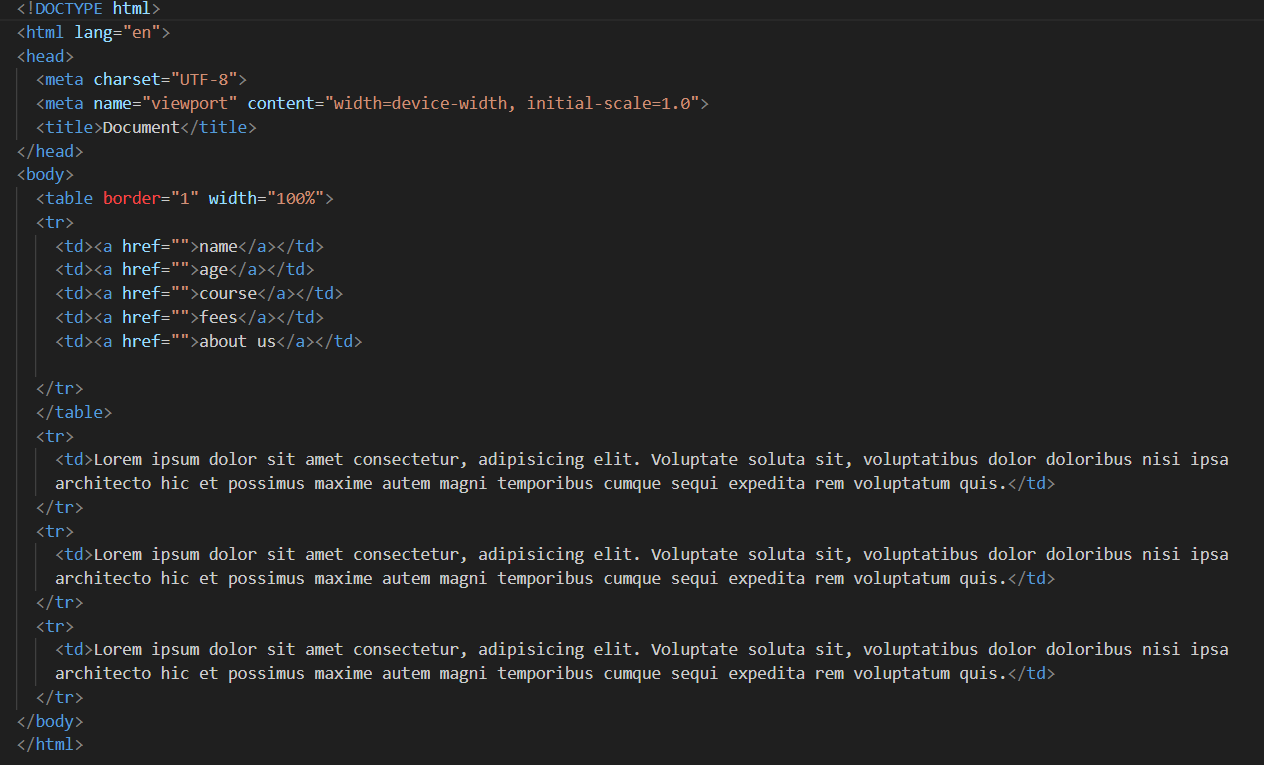 <!DOCTYPE html>
<html lang="en">
<head>
  <meta charset="UTF-8">
  <meta name="viewport" content="width=device-width, initial-scale=1.0">
  <title>Document</title>
</head>
<body>
  <table border="1" width="100%">
  <tr>
    <td><a href="">name</a></td>
    <td><a href="">age</a></td>
    <td><a href="">course</a></td>
    <td><a href="">fees</a></td>
    <td><a href="">about us</a></td>

  </tr>
  </table>
  <tr>
    <td>Lorem ipsum dolor sit amet consectetur, adipisicing elit. Voluptate soluta sit, voluptatibus dolor doloribus nisi ipsa
    architecto hic et possimus maxime autem magni temporibus cumque sequi expedita rem voluptatum quis.</td>
  </tr>
  <tr>
    <td>Lorem ipsum dolor sit amet consectetur, adipisicing elit. Voluptate soluta sit, voluptatibus dolor doloribus nisi ipsa
    architecto hic et possimus maxime autem magni temporibus cumque sequi expedita rem voluptatum quis.</td>
  </tr>
  <tr>
    <td>Lorem ipsum dolor sit amet consectetur, adipisicing elit. Voluptate soluta sit, voluptatibus dolor doloribus nisi ipsa
    architecto hic et possimus maxime autem magni temporibus cumque sequi expedita rem voluptatum quis.</td>
  </tr>
</body>
</html>